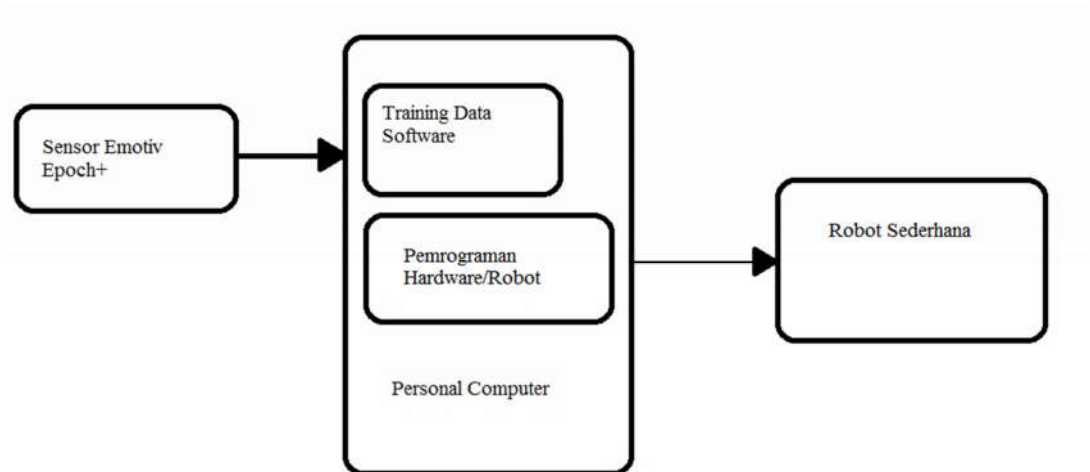 Sensor Emotiv
Epoch+
Training Data
Software
Pemrograman
Hardware/Robot
Personal Computer
Robot Sederhana